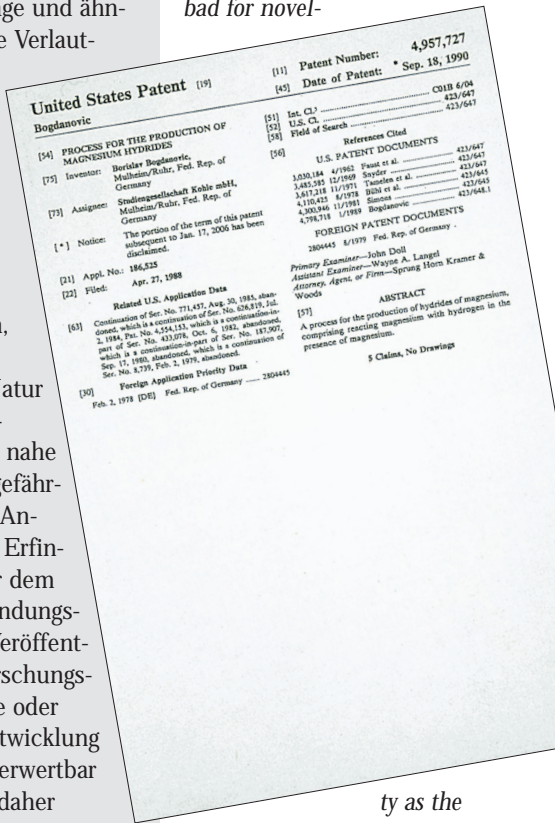 nge und ähn-
e Verlaut-
n,
Natur
-
nahe
gefähr-
An-
Erfin-
r dem
ndungs-
Veröffent-
rschungs-
e oder
twicklung
erwertbar
daher
bad for novel-
United States Patent [19]
Bogdanovic
[11] Patent Number: 4,957,727
[45] Date of Patent: * Sep. 18, 1990
[54] PROCESS FOR THE PRODUCTION OF
MAGNESIUM HYDRIDES
[75] Inventor: Borislav Bogdanovic,
Mulheim/Ruhr, Fed. Rep. of
Germany
[73] Assignee: Studiengesellschaft Kohle mbH,
Mulheim/Ruhr, Fed. Rep. of
Germany
[*] Notice: The portion of the term of this patent
subsequent to Jan. 17, 2006 has been
disclaimed.
[21] Appl. No.: 186,525
[22] Filed: Apr. 27, 1988
Related U.S. Application Data
[63] Continuation of Ser. No. 771,457, Aug. 30, 1985, aban-
doned, which is a continuation of Ser. No. 626,819, Jul.
2, 1984, Pat. No. 4,554,153, which is a continuation-in-
part of Ser. No. 433,078, Oct. 6, 1982, abandoned,
which is a continuation-in-part of Ser. No. 187,907,
Sep. 17, 1980, abandoned, which is a continuation of
Ser. No. 8,739, Feb. 2, 1979, abandoned.
[30] Foreign Application Priority Data
Feb. 2, 1978 [DE] Fed. Rep. of Germany ....... 2804445
[51] Int. Cl.⁵ ............ C01B 6/04
[52] U.S. Cl. ............ 423/647
[58] Field of Search ............ 423/647
[56] References Cited
U.S. PATENT DOCUMENTS
3,030,184 4/1962 Faust et al. ............ 423/647
3,485,585 12/1969 Snyder ............ 423/647
3,617,218 11/1971 Tamelen et al. ............ 423/647
4,110,425 8/1978 Bühl et al. ............ 423/645
4,300,946 11/1981 Simons ............ 423/647
4,798,718 1/1989 Bogdanovic ............ 423/648.1
FOREIGN PATENT DOCUMENTS
2804445 8/1979 Fed. Rep. of Germany .
Primary Examiner—John Doll
Assistant Examiner—Wayne A. Langel
Attorney, Agent, or Firm—Sprung Horn Kramer &
Woods
[57] ABSTRACT
A process for the production of hydrides of magnesium,
comprising reacting magnesium with hydrogen in the
presence of magnesium.
5 Claims, No Drawings
ty as the